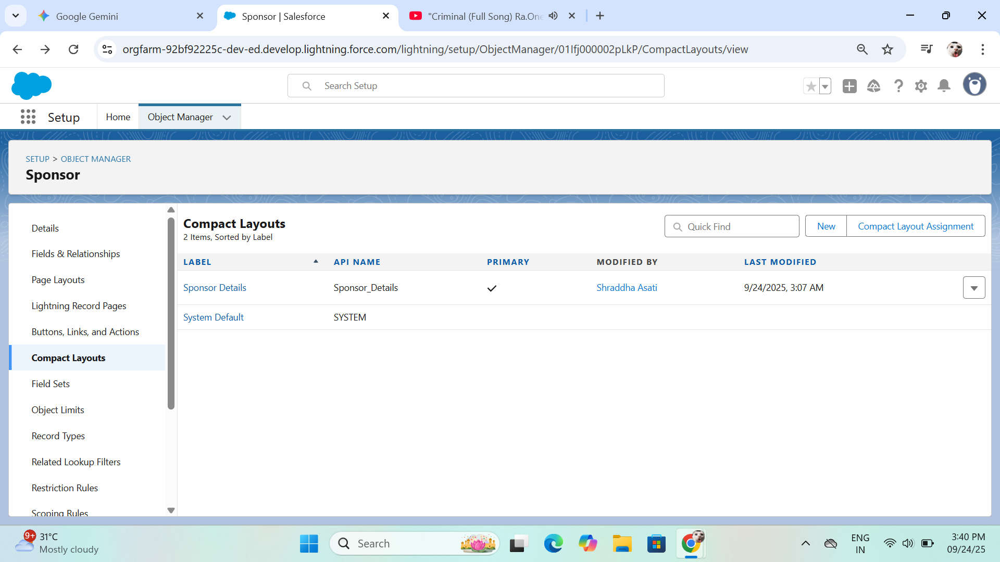 Google Gemini
Sponsor | Salesforce
"Criminal (Full Song) Ra.One
orgfarm-92bf92225c-dev-ed.develop.lightning.force.com/lightning/setup/ObjectManager/01Ifj000002pLkP/CompactLayouts/view
Search Setup
Setup
Home
Object Manager
SETUP > OBJECT MANAGER
Sponsor
Details
Fields & Relationships
Page Layouts
Lightning Record Pages
Buttons, Links, and Actions
Compact Layouts
Field Sets
Object Limits
Record Types
Related Lookup Filters
Restriction Rules
Scoping Rules
Compact Layouts
2 Items, Sorted by Label
Quick Find
New
Compact Layout Assignment
LABEL API NAME PRIMARY MODIFIED BY LAST MODIFIED
Sponsor Details Sponsor_Details Shraddha Asati 9/24/2025, 3:07 AM
System Default SYSTEM
9+
31°C
Mostly cloudy
Search
ENG
IN
3:40 PM
09/24/25